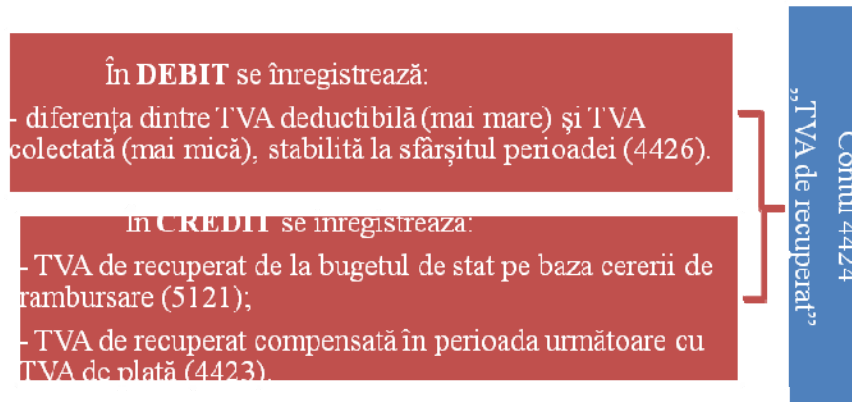 În DEBIT se înregistrează:
- diferența dintre TVA deductibilă (mai mare) și TVA
colectată (mai mică), stabilită la sfârșitul perioadei (4426).
În CREDIT se înregistrează:
- TVA de recuperat de la bugetul de stat pe baza cererii de
rambursare (5121);
- TVA de recuperat compensată în perioada următoare cu
TVA de plată (4423).
Contul 4424
„TVA de recuperat”